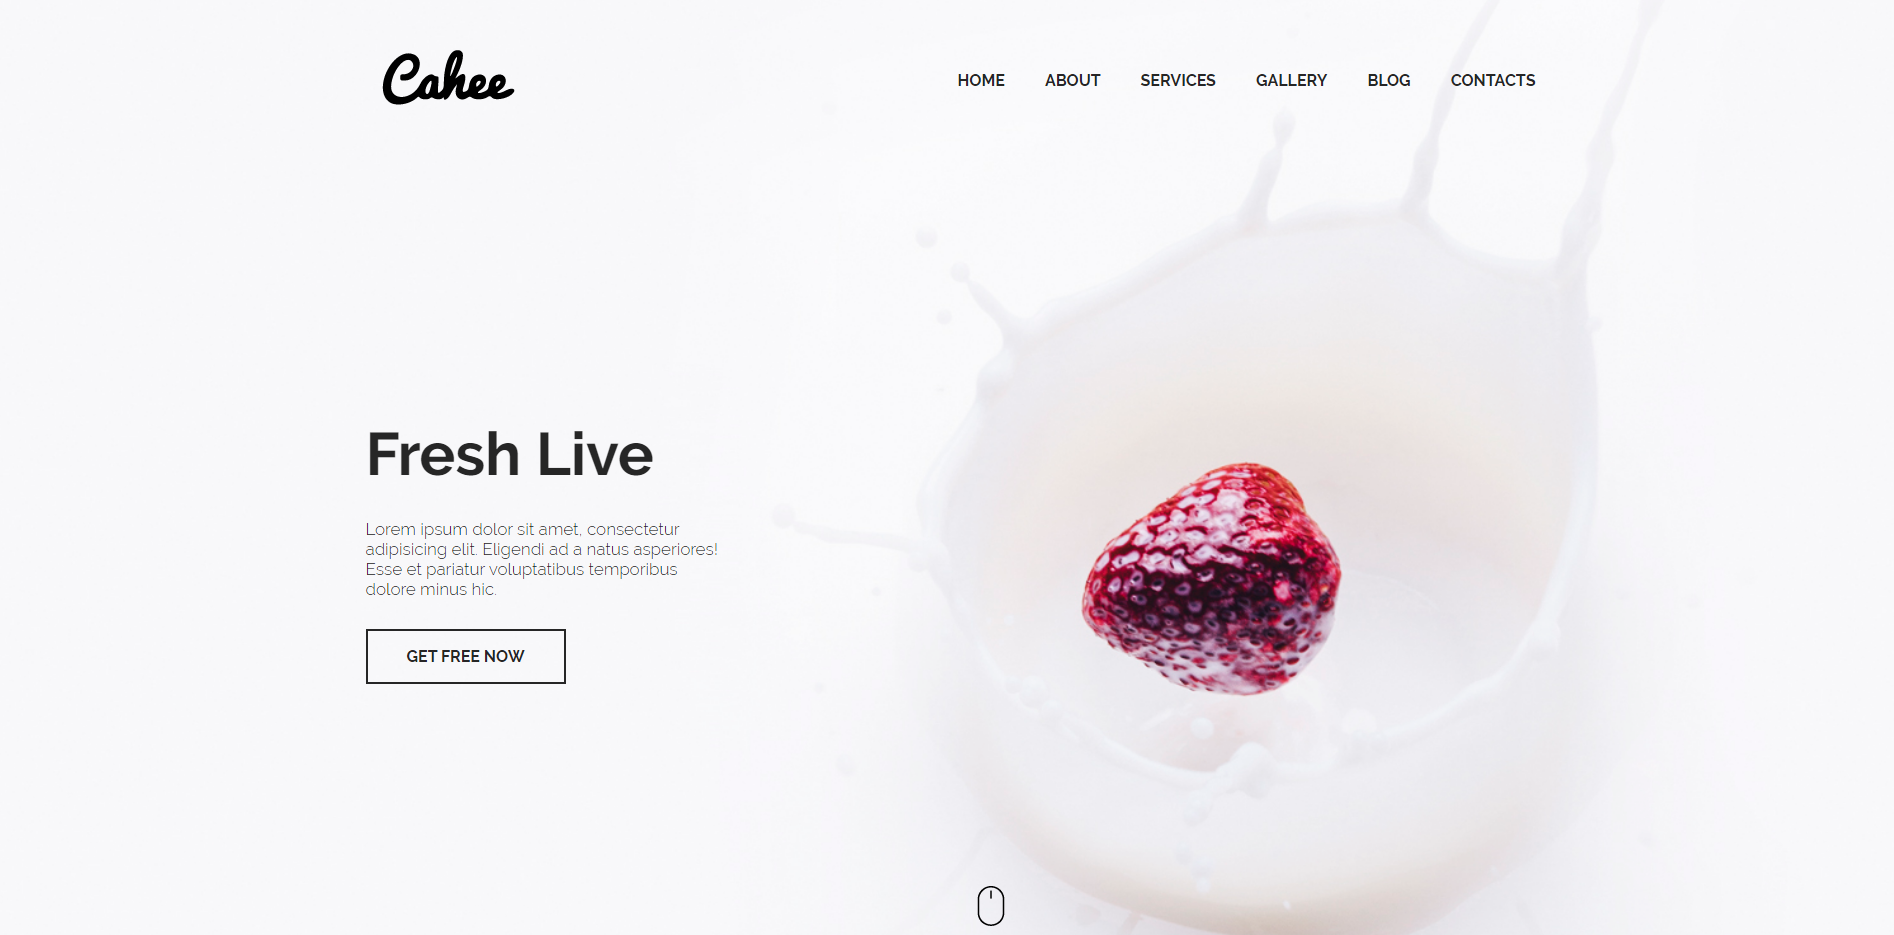 Cahee
HOME ABOUT SERVICES GALLERY BLOG CONTACTS
Fresh Live
Lorem ipsum dolor sit amet, consectetur
adipisicing elit. Eligendi ad a natus asperiores!
Esse et pariatur voluptatibus temporibus
dolore minus hic.
GET FREE NOW